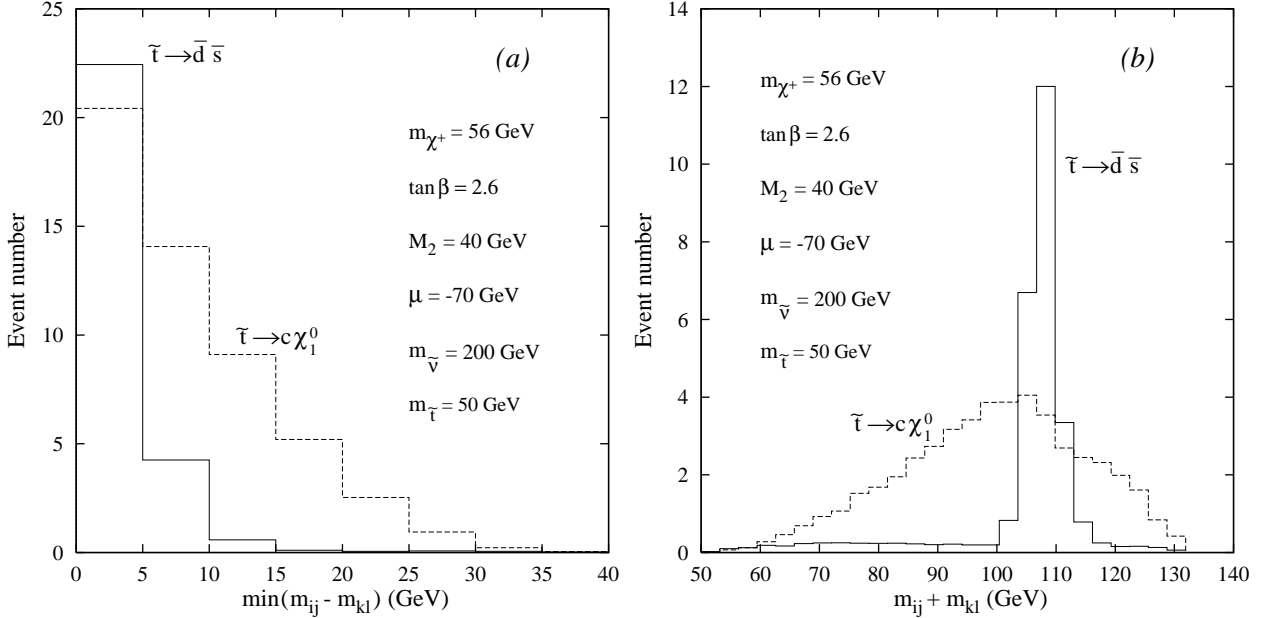 (a)
t̃ → d̄ s̄
m_χ⁺ = 56 GeV
tan β = 2.6
M₂ = 40 GeV
μ = -70 GeV
m_ν̃ = 200 GeV
m_t̃ = 50 GeV
t̃ → c χ₁⁰
Event number
25
20
15
10
5
0
0 5 10 15 20 25 30 35 40
min(m_ij - m_kl) (GeV)
(b)
m_χ⁺ = 56 GeV
tan β = 2.6
M₂ = 40 GeV
μ = -70 GeV
m_ν̃ = 200 GeV
m_t̃ = 50 GeV
t̃ → d̄ s̄
t̃ → c χ₁⁰
Event number
14
12
10
8
6
4
2
0
50 60 70 80 90 100 110 120 130 140
m_ij + m_kl (GeV)